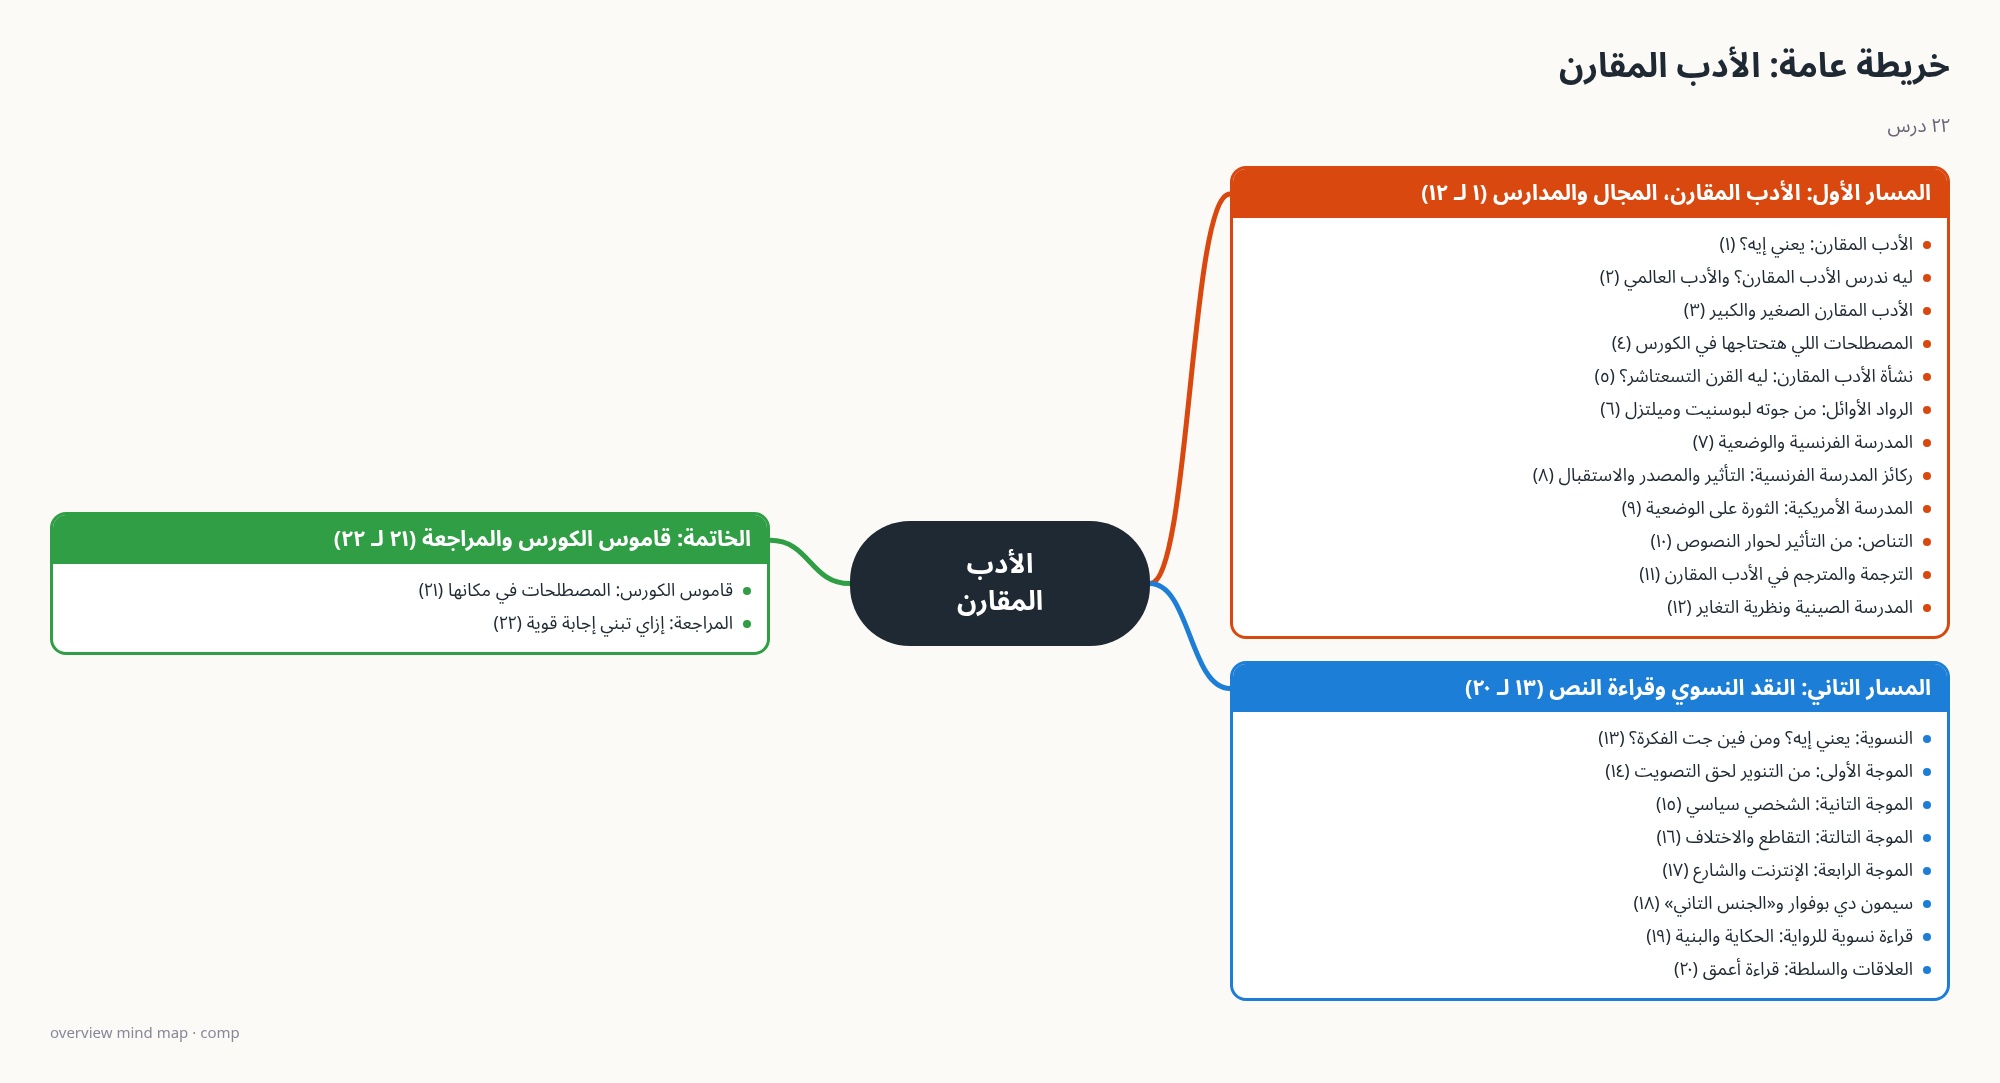 خريطة عامة: الأدب المقارن
٢٢ درس
المسار الأول: الأدب المقارن، المجال والمدارس (١ لـ ١٢)
الأدب المقارن: يعني إيه؟ (١)
ليه ندرس الأدب المقارن؟ والأدب العالمي (٢)
الأدب المقارن الصغير والكبير (٣)
المصطلحات اللي هتحتاجها في الكورس (٤)
نشأة الأدب المقارن: ليه القرن التسعتاشر؟ (٥)
الرواد الأوائل: من جوته لبوسنيت وميلتزل (٦)
المدرسة الفرنسية والوضعية (٧)
ركائز المدرسة الفرنسية: التأثير والمصدر والاستقبال (٨)
المدرسة الأمريكية: الثورة على الوضعية (٩)
التناص: من التأثير لحوار النصوص (١٠)
الترجمة والمترجم في الأدب المقارن (١١)
المدرسة الصينية ونظرية التغاير (١٢)
المسار التاني: النقد النسوي وقراءة النص (١٣ لـ ٢٠)
النسوية: يعني إيه؟ ومن فين جت الفكرة؟ (١٣)
الموجة الأولى: من التنوير لحق التصويت (١٤)
الموجة التانية: الشخصي سياسي (١٥)
الموجة التالتة: التقاطع والاختلاف (١٦)
الموجة الرابعة: الإنترنت والشارع (١٧)
سيمون دي بوفوار و«الجنس التاني» (١٨)
قراءة نسوية للرواية: الحكاية والبنية (١٩)
العلاقات والسلطة: قراءة أعمق (٢٠)
الأدب
المقارن
الخاتمة: قاموس الكورس والمراجعة (٢١ لـ ٢٢)
قاموس الكورس: المصطلحات في مكانها (٢١)
المراجعة: إزاي تبني إجابة قوية (٢٢)
overview mind map · comp